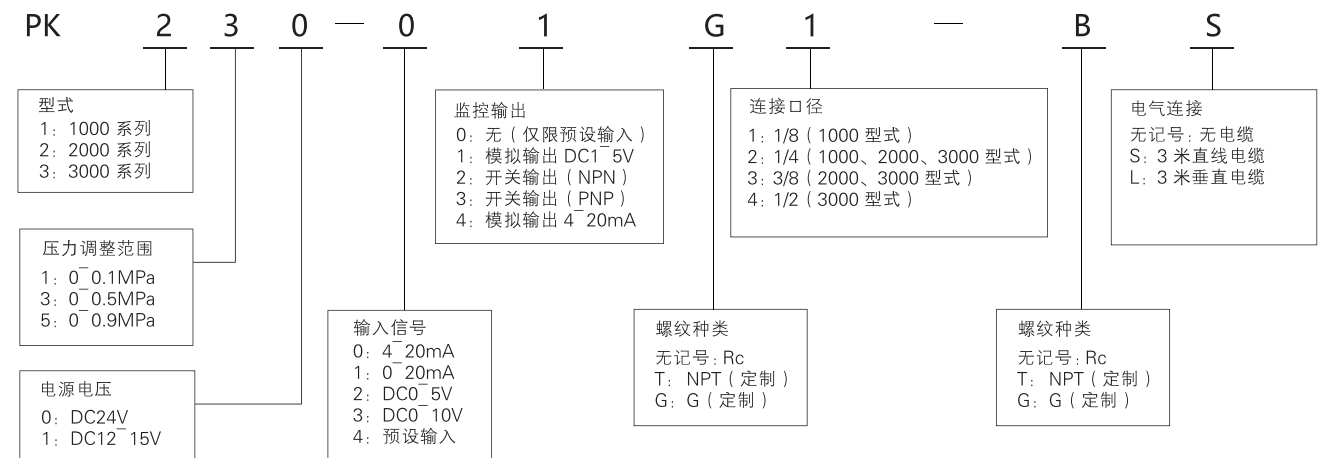 PK 2 3 0 — 0 1 G 1 — B S
型式
1: 1000 系列
2: 2000 系列
3: 3000 系列
压力调整范围
1: 0‾0.1MPa
3: 0‾0.5MPa
5: 0‾0.9MPa
电源电压
0: DC24V
1: DC12‾15V
输入信号
0: 4‾20mA
1: 0‾20mA
2: DC0‾5V
3: DC0‾10V
4: 预设输入
监控输出
0: 无(仅限预设输入)
1: 模拟输出 DC1‾5V
2: 开关输出(NPN)
3: 开关输出(PNP)
4: 模拟输出 4‾20mA
螺纹种类
无记号: Rc
T: NPT(定制)
G: G(定制)
连接口径
1: 1/8(1000 型式)
2: 1/4(1000、2000、3000 型式)
3: 3/8(2000、3000 型式)
4: 1/2(3000 型式)
螺纹种类
无记号: Rc
T: NPT(定制)
G: G(定制)
电气连接
无记号: 无电缆
S: 3 米直线电缆
L: 3 米垂直电缆